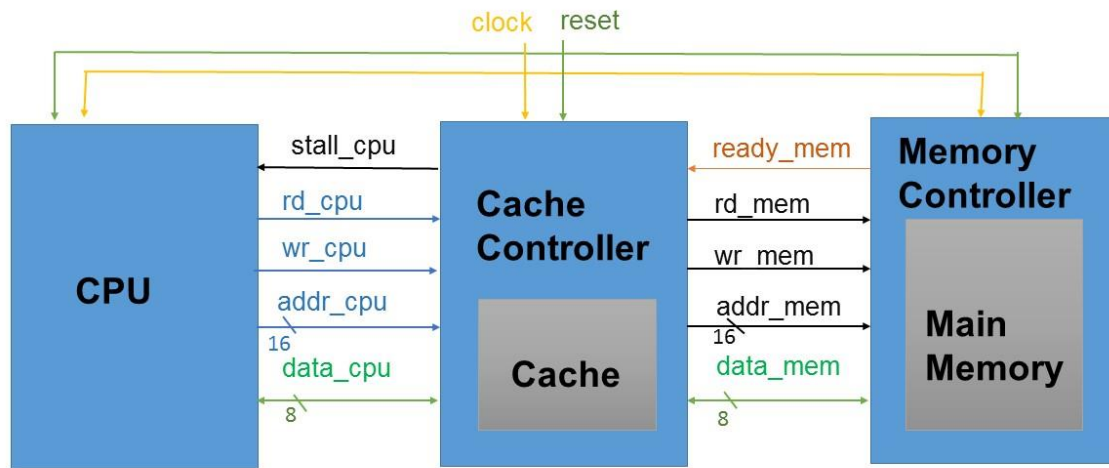 clock
reset
stall_cpu
ready_mem
Memory
Controller
rd_cpu
Cache
Controller
rd_mem
wr_cpu
wr_mem
CPU
addr_cpu
16
addr_mem
16
Main
Memory
data_cpu
8
Cache
data_mem
8